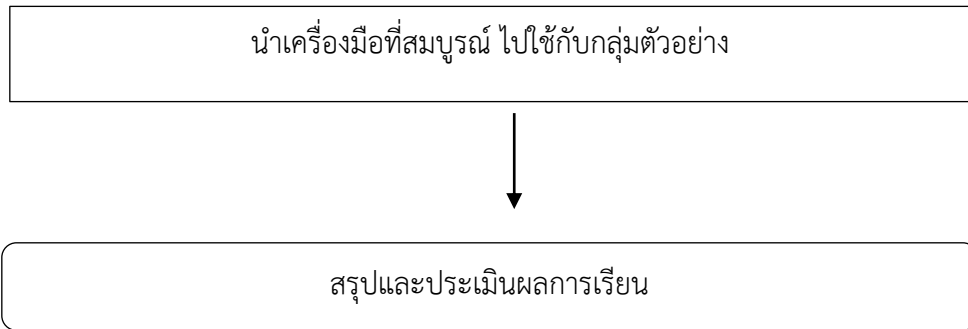 นำเครื่องมือที่สมบูรณ์ ไปใช้กับกลุ่มตัวอย่าง
สรุปและประเมินผลการเรียน